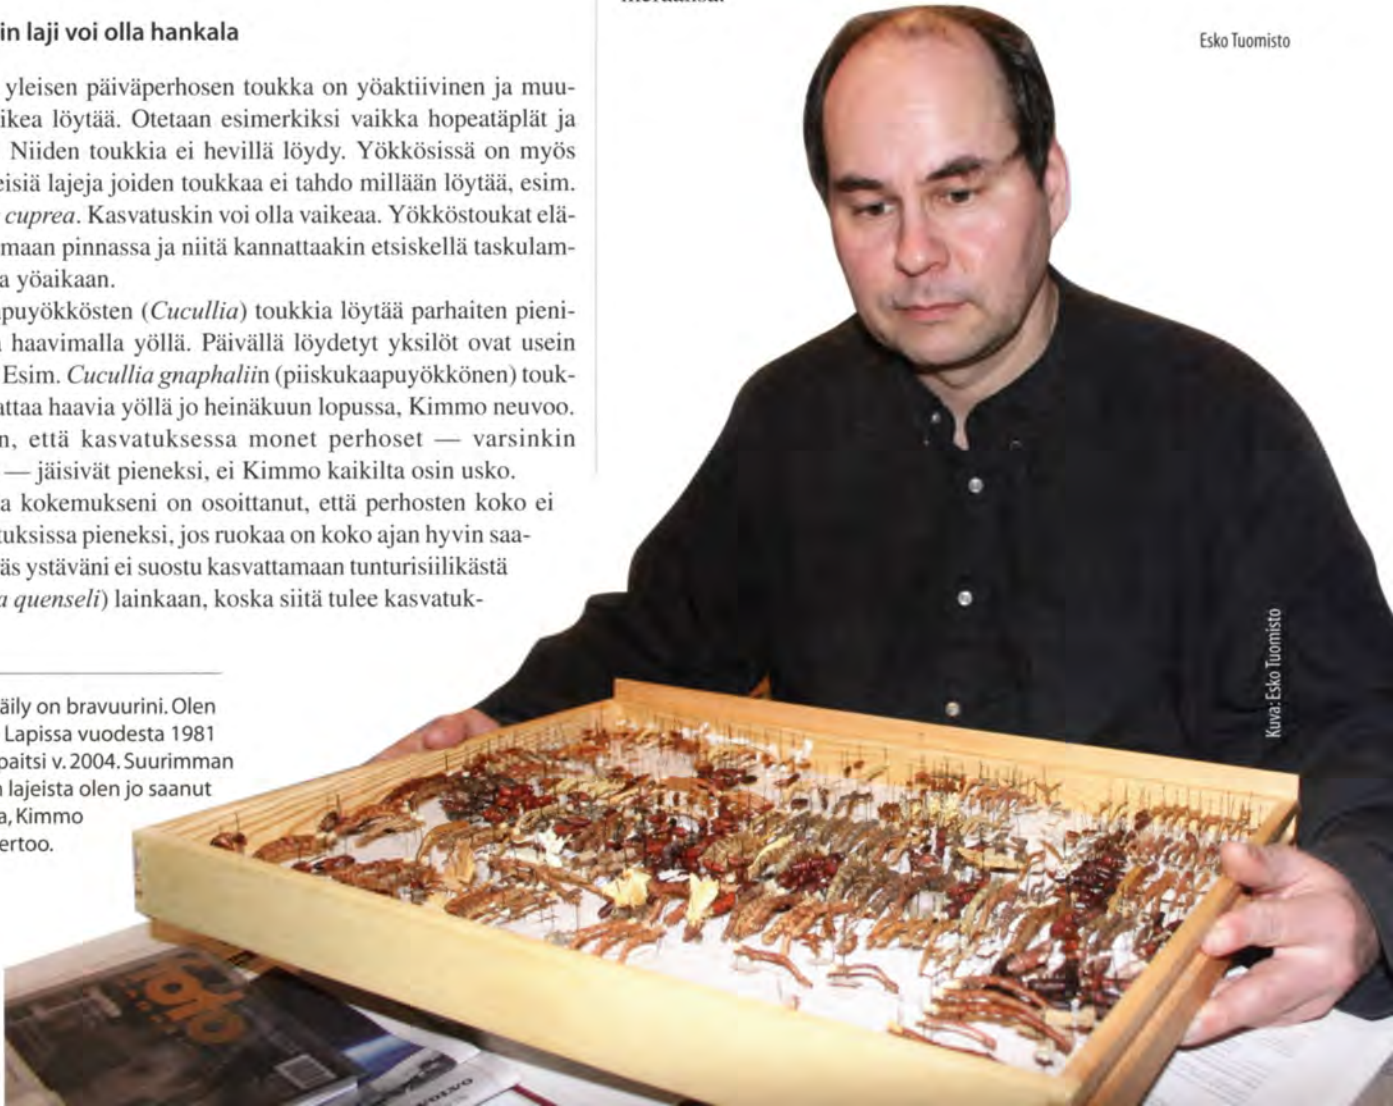 in laji voi olla hankala
yleisen päiväperhosen toukka on yöaktiivinen ja muu-
ikea löytää. Otetaan esimerkiksi vaikka hopeatäplät ja
Niiden toukkia ei hevillä löydy. Yökkösissä on myös
eisiä lajeja joiden toukkaa ei tahdo millään löytää, esim.
cuprea. Kasvatuskin voi olla vaikeaa. Yökköstoukat elä-
maan pinnassa ja niitä kannattaakin etsiskellä taskulam-
a yöaikaan.
puyökkösten (Cucullia) toukkia löytää parhaiten pieni-
haavimalla yöllä. Päivällä löydetyt yksilöt ovat usein
Esim. Cucullia gnaphaliin (piiskukaapuyökkönen) touk-
attaa haavia yöllä jo heinäkuun lopussa, Kimmo neuvoo.
n, että kasvatuksessa monet perhoset — varsinkin
— jäisivät pieneksi, ei Kimmo kaikilta osin usko.
a kokemukseni on osoittanut, että perhosten koko ei
tuksissa pieneksi, jos ruokaa on koko ajan hyvin saa-
äs ystäväni ei suostu kasvattamaan tunturisiilikästä
a quenseli) lainkaan, koska siitä tulee kasvatuk-
äily on bravuurini. Olen
Lapissa vuodesta 1981
paitsi v. 2004. Suurimman
lajeista olen jo saanut
a, Kimmo
ertoo.
Esko Tuomisto
Kuva: Esko Tuomisto
VOLVO